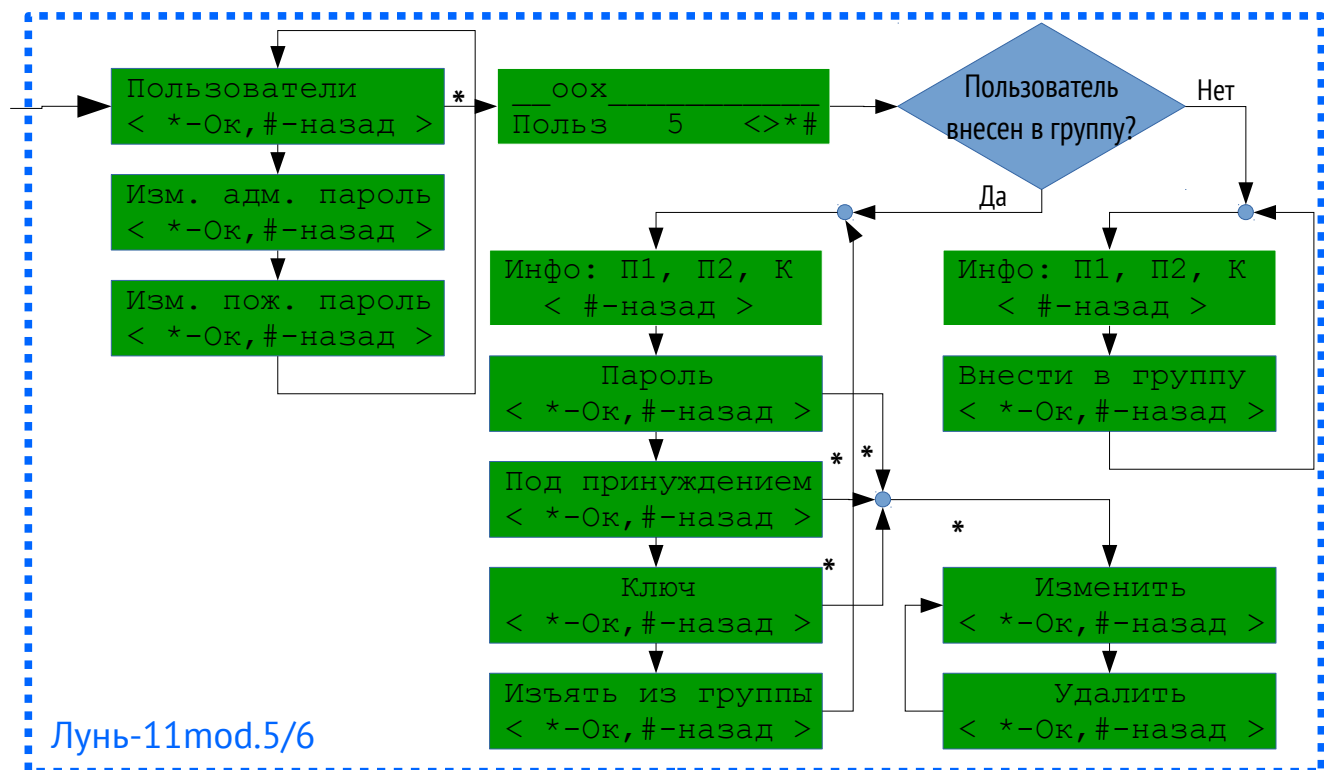 Пользователи
< *-Ок,#-назад >
*
__оох______________
Польз 5 <>*#
Пользователь
внесен в группу?
Нет
Да
Изм. адм. пароль
< *-Ок,#-назад >
Изм. пож. пароль
< *-Ок,#-назад >
Инфо: П1, П2, К
< #-назад >
Пароль
< *-Ок,#-назад >
*
Под принуждением
< *-Ок,#-назад >
*
Ключ
< *-Ок,#-назад >
*
Изъять из группы
< *-Ок,#-назад >
Инфо: П1, П2, К
< #-назад >
Внести в группу
< *-Ок,#-назад >
*
Изменить
< *-Ок,#-назад >
Удалить
< *-Ок,#-назад >
Лунь-11mod.5/6